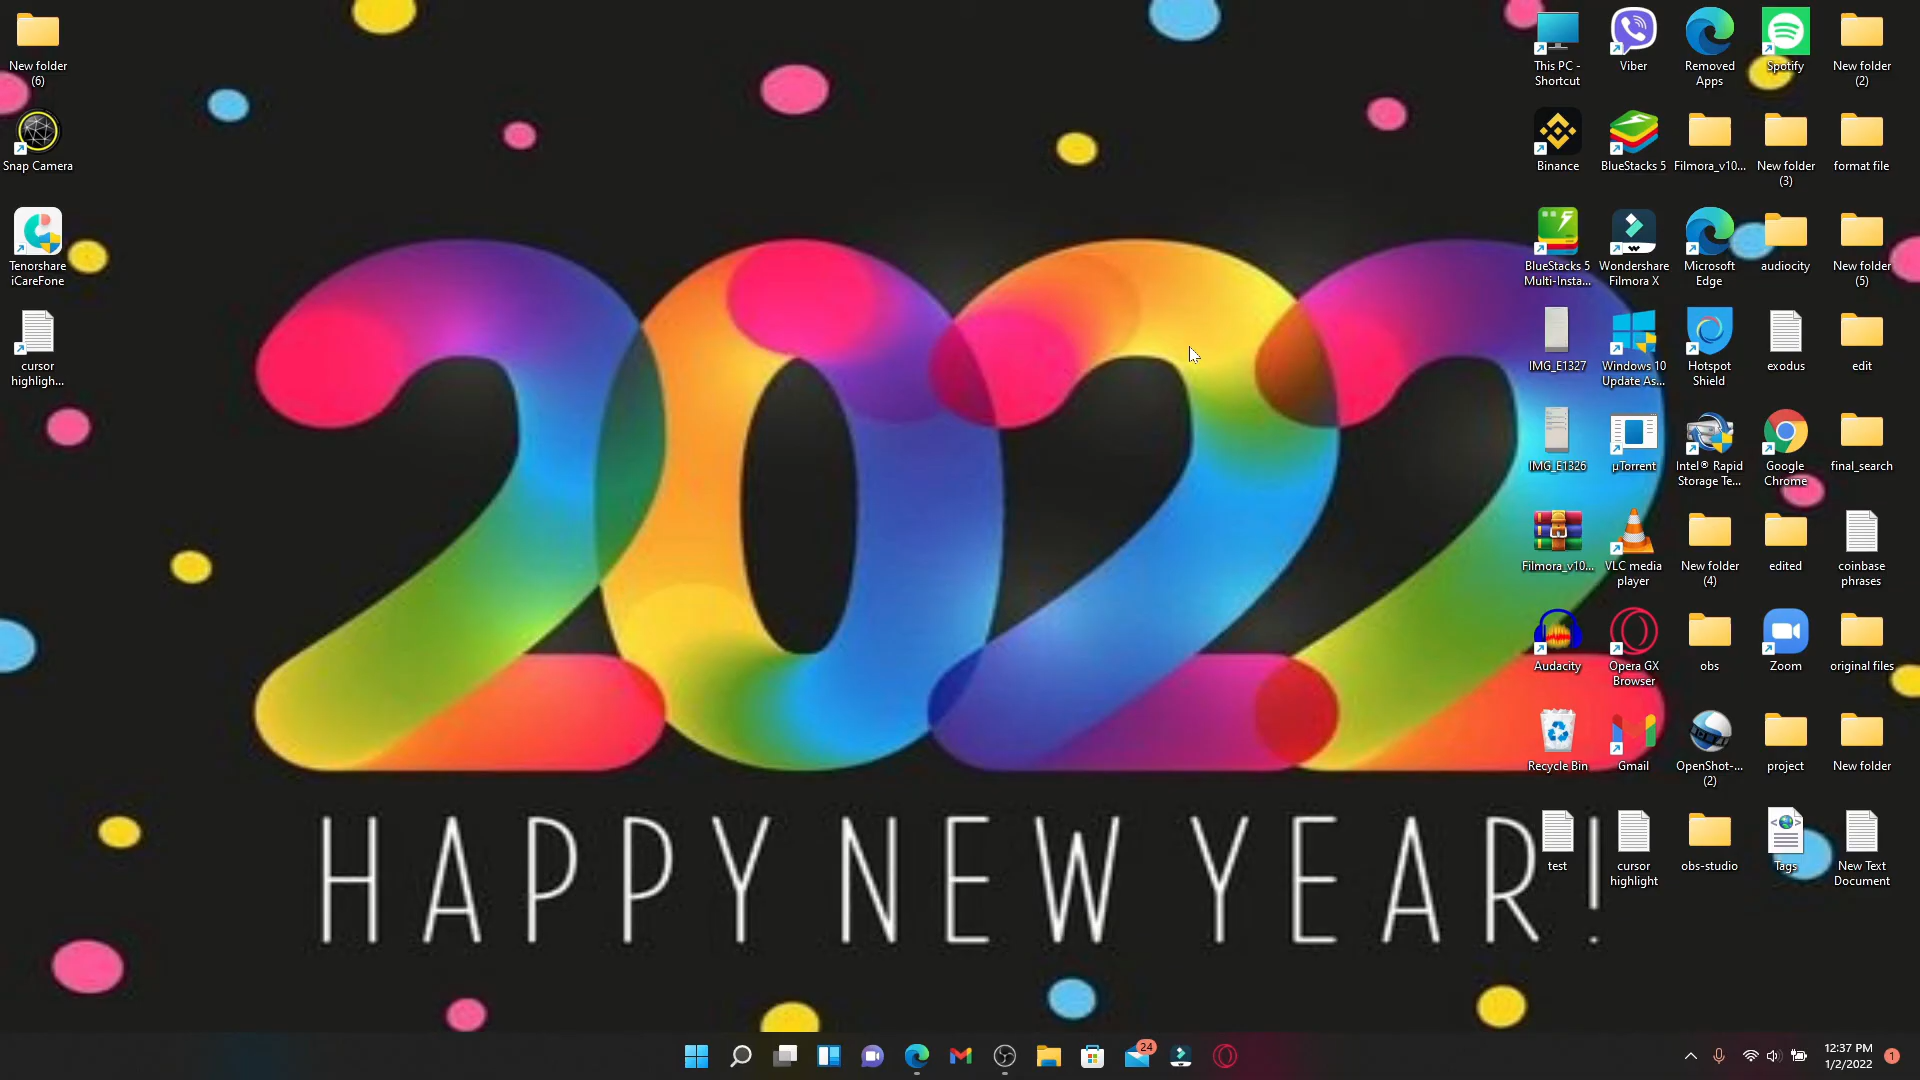 New folder
(6)
Snap Camera
Tenorshare
iCareFone
cursor
highligh...
This PC -
Shortcut
Viber
Removed
Apps
Spotify
New folder
(2)
Binance
BlueStacks 5
Filmora_v10...
New folder
(3)
format file
BlueStacks 5
Multi-Insta...
Wondershare
Filmora X
Microsoft
Edge
audiocity
New folder
(5)
IMG_E1327
Windows 10
Update As...
Hotspot
Shield
exodus
edit
IMG_E1326
µTorrent
Intel® Rapid
Storage Te...
Google
Chrome
final_search
Filmora_v10...
VLC media
player
New folder
(4)
edited
coinbase
phrases
Audacity
Opera GX
Browser
obs
Zoom
original files
Recycle Bin
Gmail
OpenShot-...
(2)
project
New folder
test
cursor
highlight
obs-studio
Tags
New Text
Document
2022
HAPPY NEW YEAR!
24
12:37 PM
1/2/2022
1